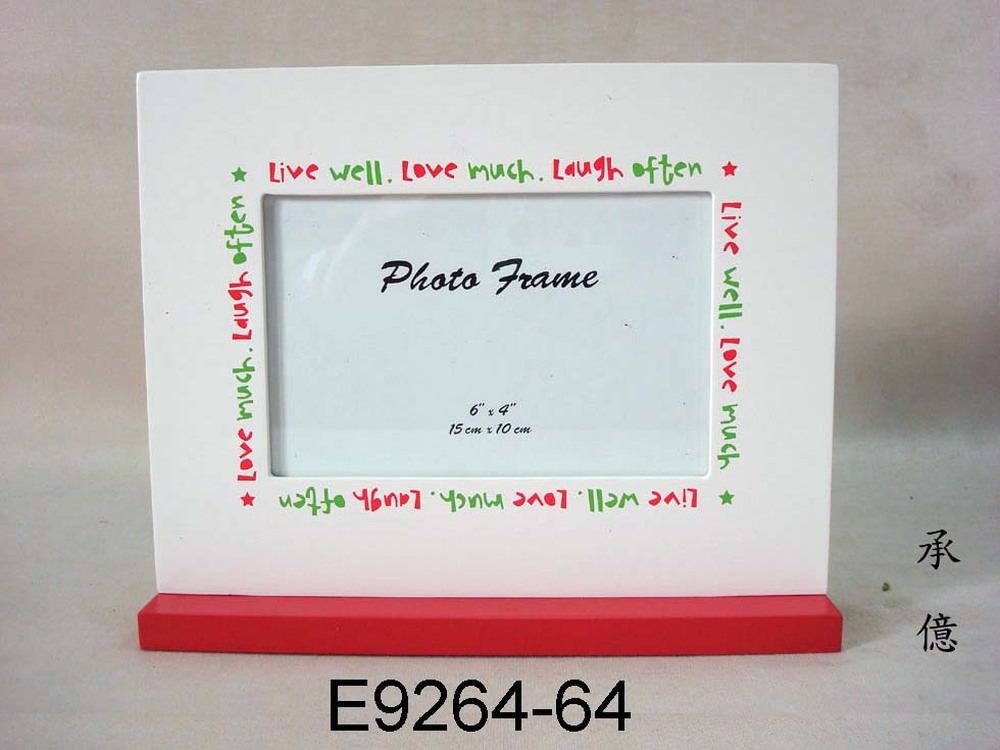 ★ Live well. Love much. Laugh often ★
Live well. Love much
★ Live well. Love much. Laugh often
★ Love much. Laugh often
Photo Frame
6" x 4"
15 cm x 10 cm
承
億
E9264-64